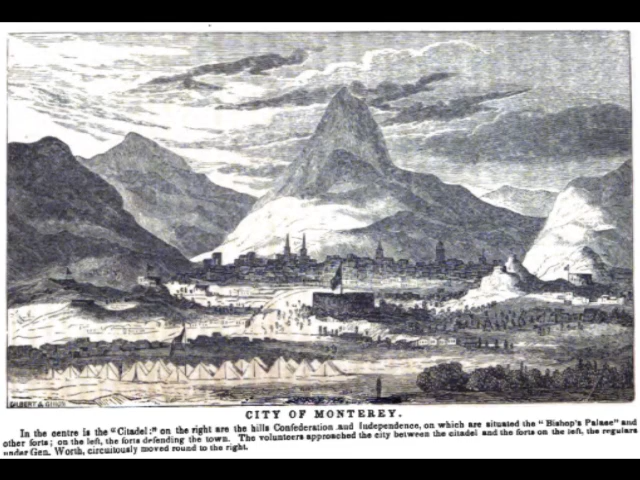 GILBERT & GIHON
CITY OF MONTEREY.
In the centre is the "Citadel:" on the right are the hills Confederation and Independence, on which are situated the "Bishop's Palace" and
other forts; on the left, the forts defending the town. The volunteers approached the city between the citadel and the forts on the left, the regulars
under Gen. Worth, circuitously moved round to the right.